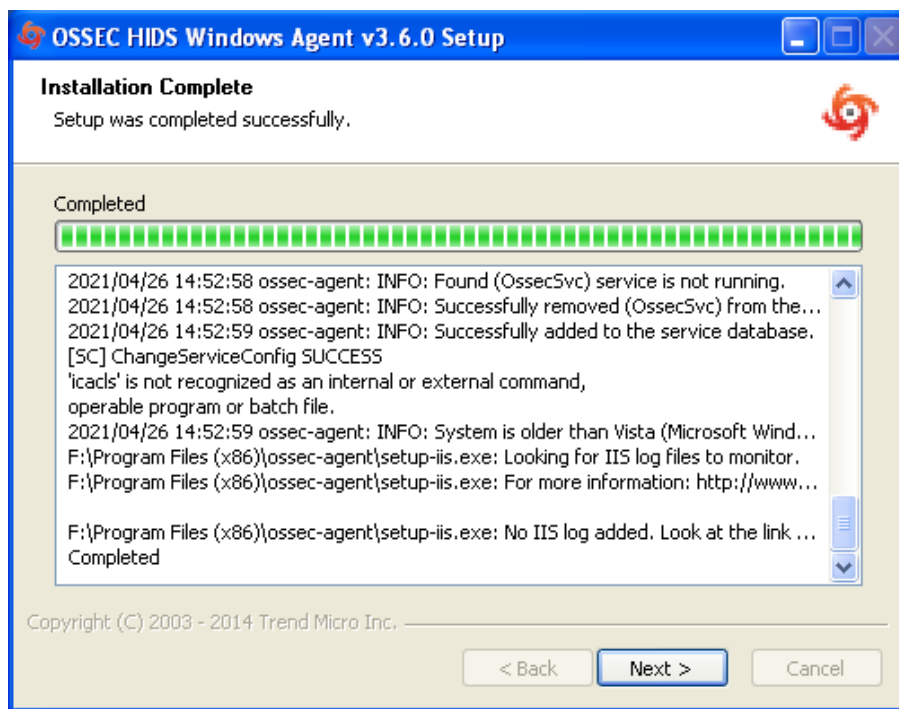 OSSEC HIDS Windows Agent v3.6.0 Setup
Installation Complete
Setup was completed successfully.
Completed
2021/04/26 14:52:58 ossec-agent: INFO: Found (OssecSvc) service is not running.
2021/04/26 14:52:58 ossec-agent: INFO: Successfully removed (OssecSvc) from the...
2021/04/26 14:52:59 ossec-agent: INFO: Successfully added to the service database.
[SC] ChangeServiceConfig SUCCESS
'icacls' is not recognized as an internal or external command,
operable program or batch file.
2021/04/26 14:52:59 ossec-agent: INFO: System is older than Vista (Microsoft Wind...
F:\Program Files (x86)\ossec-agent\setup-iis.exe: Looking for IIS log files to monitor.
F:\Program Files (x86)\ossec-agent\setup-iis.exe: For more information: http://www...
F:\Program Files (x86)\ossec-agent\setup-iis.exe: No IIS log added. Look at the link ...
Completed
Copyright (C) 2003 - 2014 Trend Micro Inc.
< Back Next > Cancel